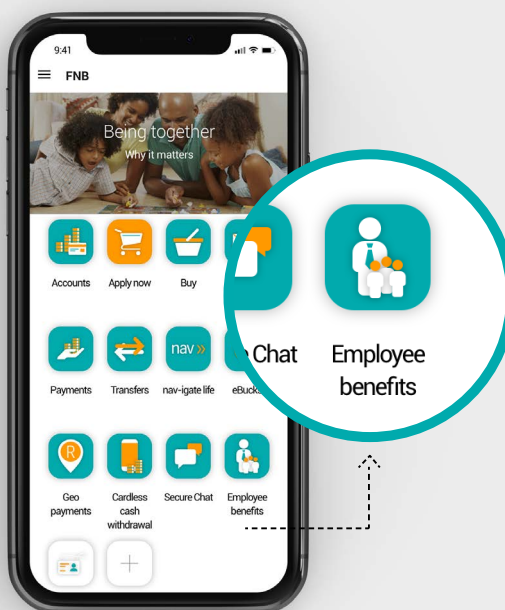 9:41
FNB
Being together
Why it matters
Accounts
Apply now
Buy
Chat
Employee
benefits
Payments
Transfers
nav»
nav-igate life
eBuck
R
Geo
payments
Cardless
cash
withdrawal
Secure Chat
Employee
benefits